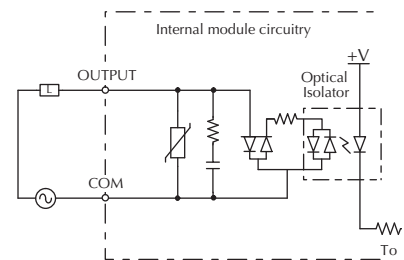 Internal module circuitry
+V
OUTPUT
Optical
Isolator
L
COM
To